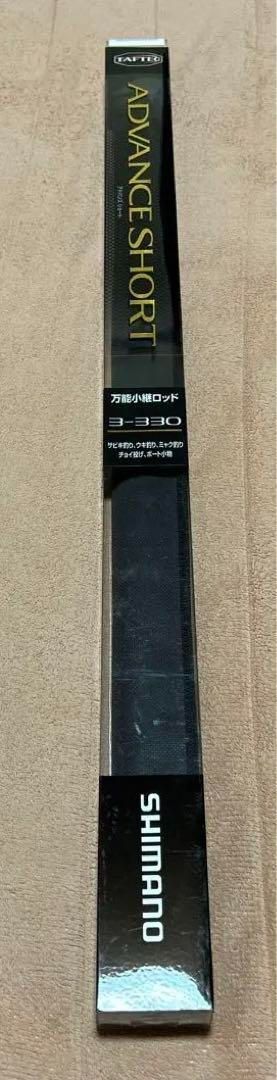 TAFTEC
ADVANCE SHORT
アドバンス ショート
万能小継ロッド
3-330
サビキ釣り、ウキ釣り、ミャク釣り
チョイ投げ、ボート小物
SHIMANO